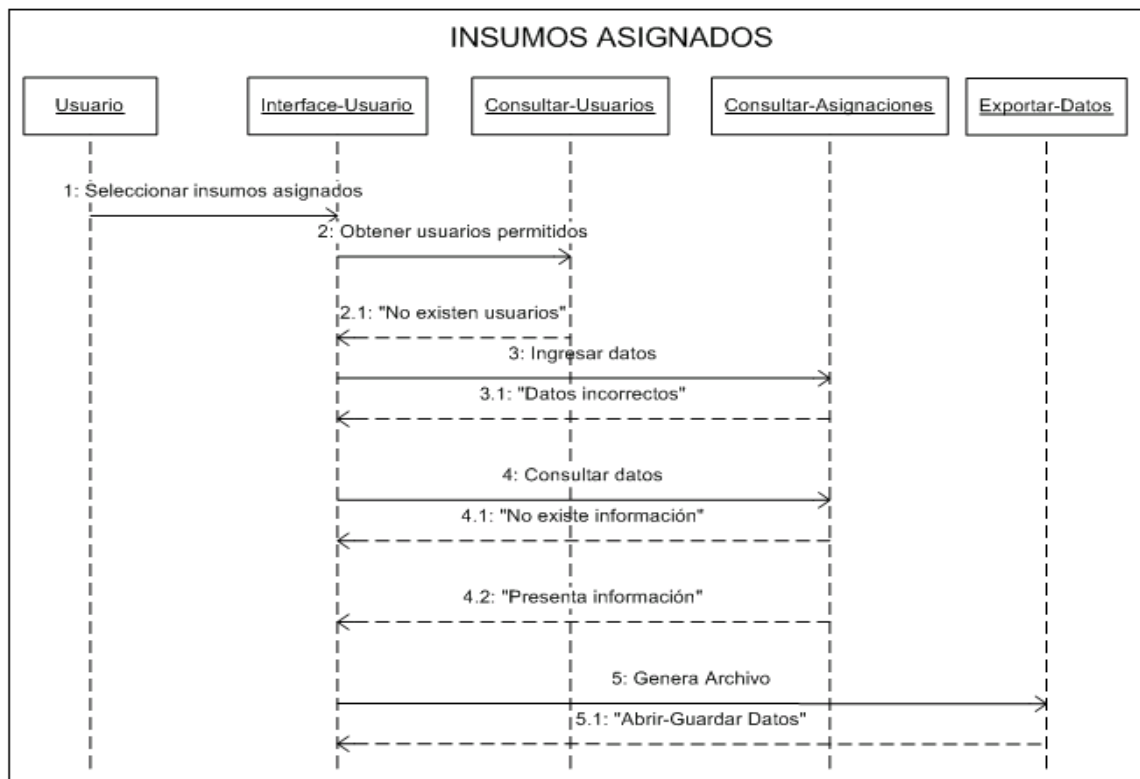 INSUMOS ASIGNADOS
Usuario
Interface-Usuario
Consultar-Usuarios
Consultar-Asignaciones
Exportar-Datos
1: Seleccionar insumos asignados
2: Obtener usuarios permitidos
2.1: "No existen usuarios"
3: Ingresar datos
3.1: "Datos incorrectos"
4: Consultar datos
4.1: "No existe información"
4.2: "Presenta información"
5: Genera Archivo
5.1: "Abrir-Guardar Datos"